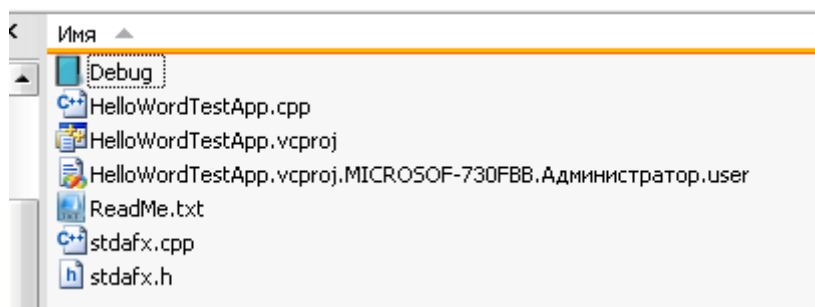 Имя
Debug
HelloWordTestApp.cpp
HelloWordTestApp.vcproj
HelloWordTestApp.vcproj.MICROSOF-730FBB.Администратор.user
ReadMe.txt
stdafx.cpp
stdafx.h